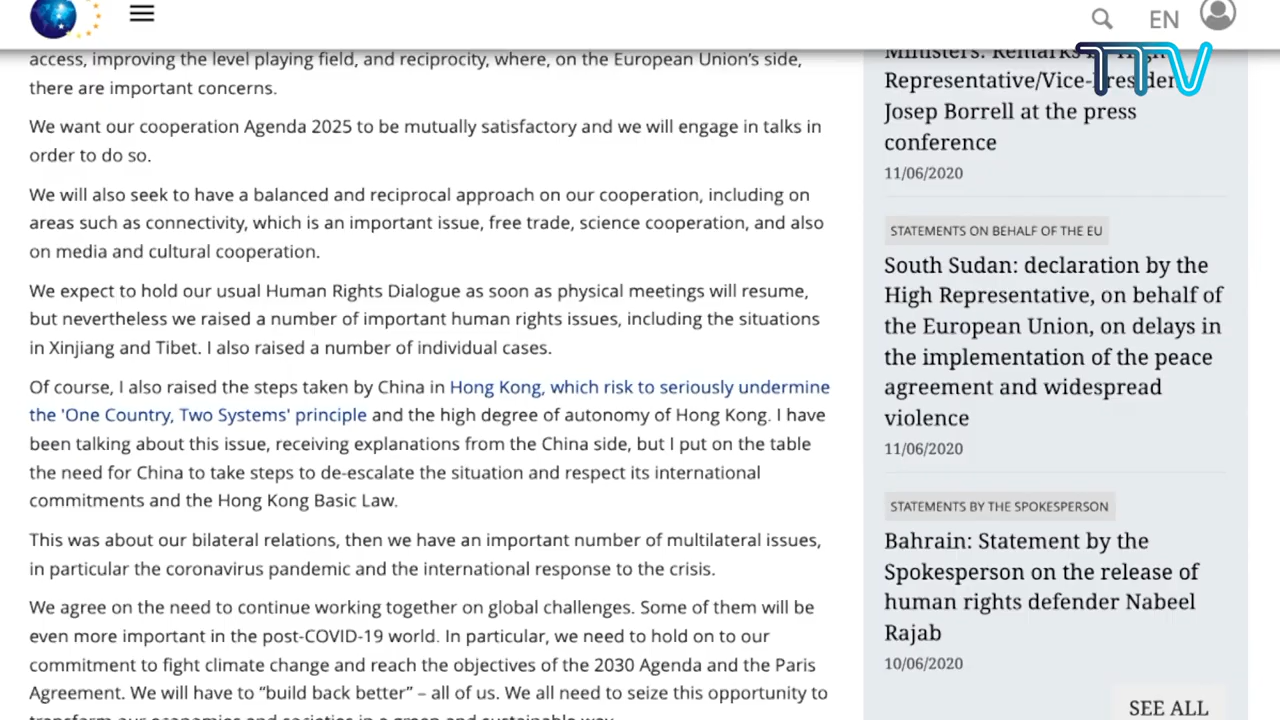 EN
TTV
access, improving the level playing field, and reciprocity, where, on the European Union's side,
there are important concerns.
We want our cooperation Agenda 2025 to be mutually satisfactory and we will engage in talks in
order to do so.
We will also seek to have a balanced and reciprocal approach on our cooperation, including on
areas such as connectivity, which is an important issue, free trade, science cooperation, and also
on media and cultural cooperation.
We expect to hold our usual Human Rights Dialogue as soon as physical meetings will resume,
but nevertheless we raised a number of important human rights issues, including the situations
in Xinjiang and Tibet. I also raised a number of individual cases.
Of course, I also raised the steps taken by China in Hong Kong, which risk to seriously undermine
the 'One Country, Two Systems' principle and the high degree of autonomy of Hong Kong. I have
been talking about this issue, receiving explanations from the China side, but I put on the table
the need for China to take steps to de-escalate the situation and respect its international
commitments and the Hong Kong Basic Law.
This was about our bilateral relations, then we have an important number of multilateral issues,
in particular the coronavirus pandemic and the international response to the crisis.
We agree on the need to continue working together on global challenges. Some of them will be
even more important in the post-COVID-19 world. In particular, we need to hold on to our
commitment to fight climate change and reach the objectives of the 2030 Agenda and the Paris
Agreement. We will have to “build back better” – all of us. We all need to seize this opportunity to
transform our economies and societies in a green and sustainable way.
Ministers: Remarks by High
Representative/Vice-President
Josep Borrell at the press
conference
11/06/2020
STATEMENTS ON BEHALF OF THE EU
South Sudan: declaration by the
High Representative, on behalf of
the European Union, on delays in
the implementation of the peace
agreement and widespread
violence
11/06/2020
STATEMENTS BY THE SPOKESPERSON
Bahrain: Statement by the
Spokesperson on the release of
human rights defender Nabeel
Rajab
10/06/2020
SEE ALL